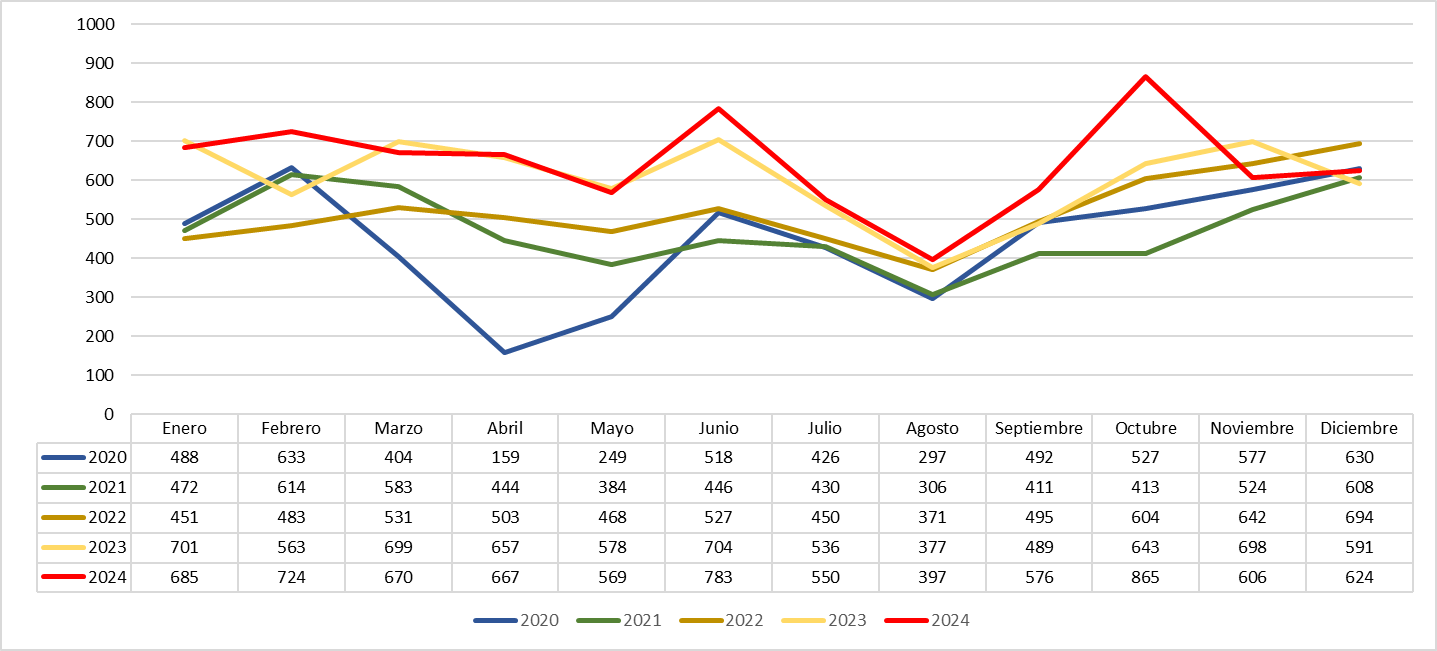 1000
900
800
700
600
500
400
300
200
100
0
Enero Febrero Marzo Abril Mayo Junio Julio Agosto Septiembre Octubre Noviembre Diciembre
2020 488 633 404 159 249 518 426 297 492 527 577 630
2021 472 614 583 444 384 446 430 306 411 413 524 608
2022 451 483 531 503 468 527 450 371 495 604 642 694
2023 701 563 699 657 578 704 536 377 489 643 698 591
2024 685 724 670 667 569 783 550 397 576 865 606 624
2020 2021 2022 2023 2024